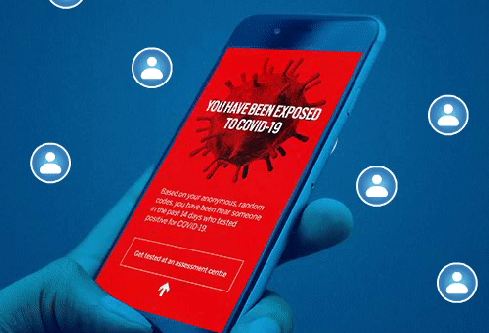 YOU HAVE BEEN EXPOSED
TO COVID-19
Based on your anonymous, random
codes, you have been near someone
in the past 14 days who tested
positive for COVID-19.
Get tested at an assessment centre